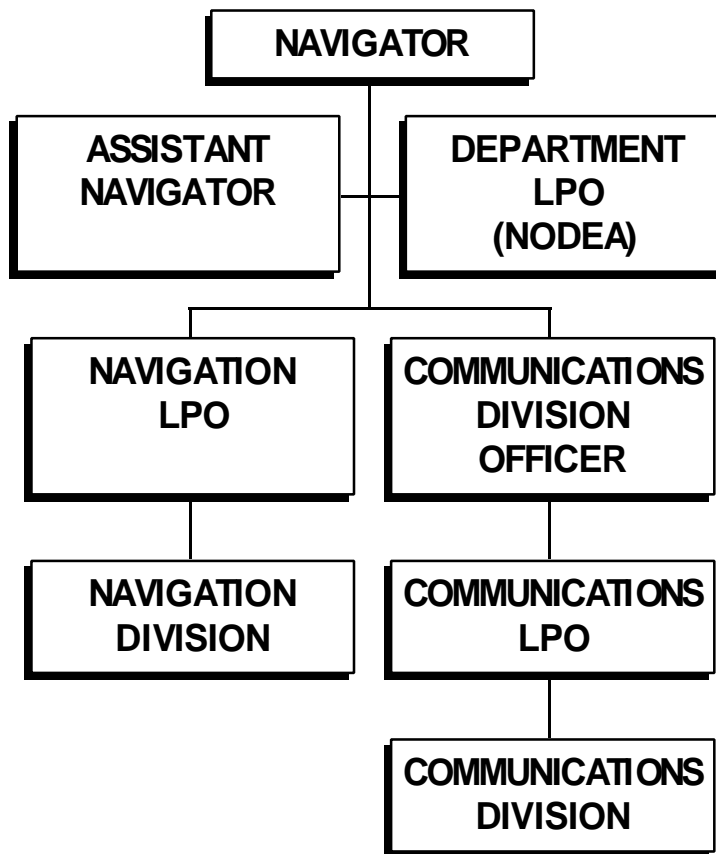 NAVIGATOR
ASSISTANT
NAVIGATOR
DEPARTMENT
LPO
(NODEA)
NAVIGATION
LPO
COMMUNICATIONS
DIVISION
OFFICER
NAVIGATION
DIVISION
COMMUNICATIONS
LPO
COMMUNICATIONS
DIVISION